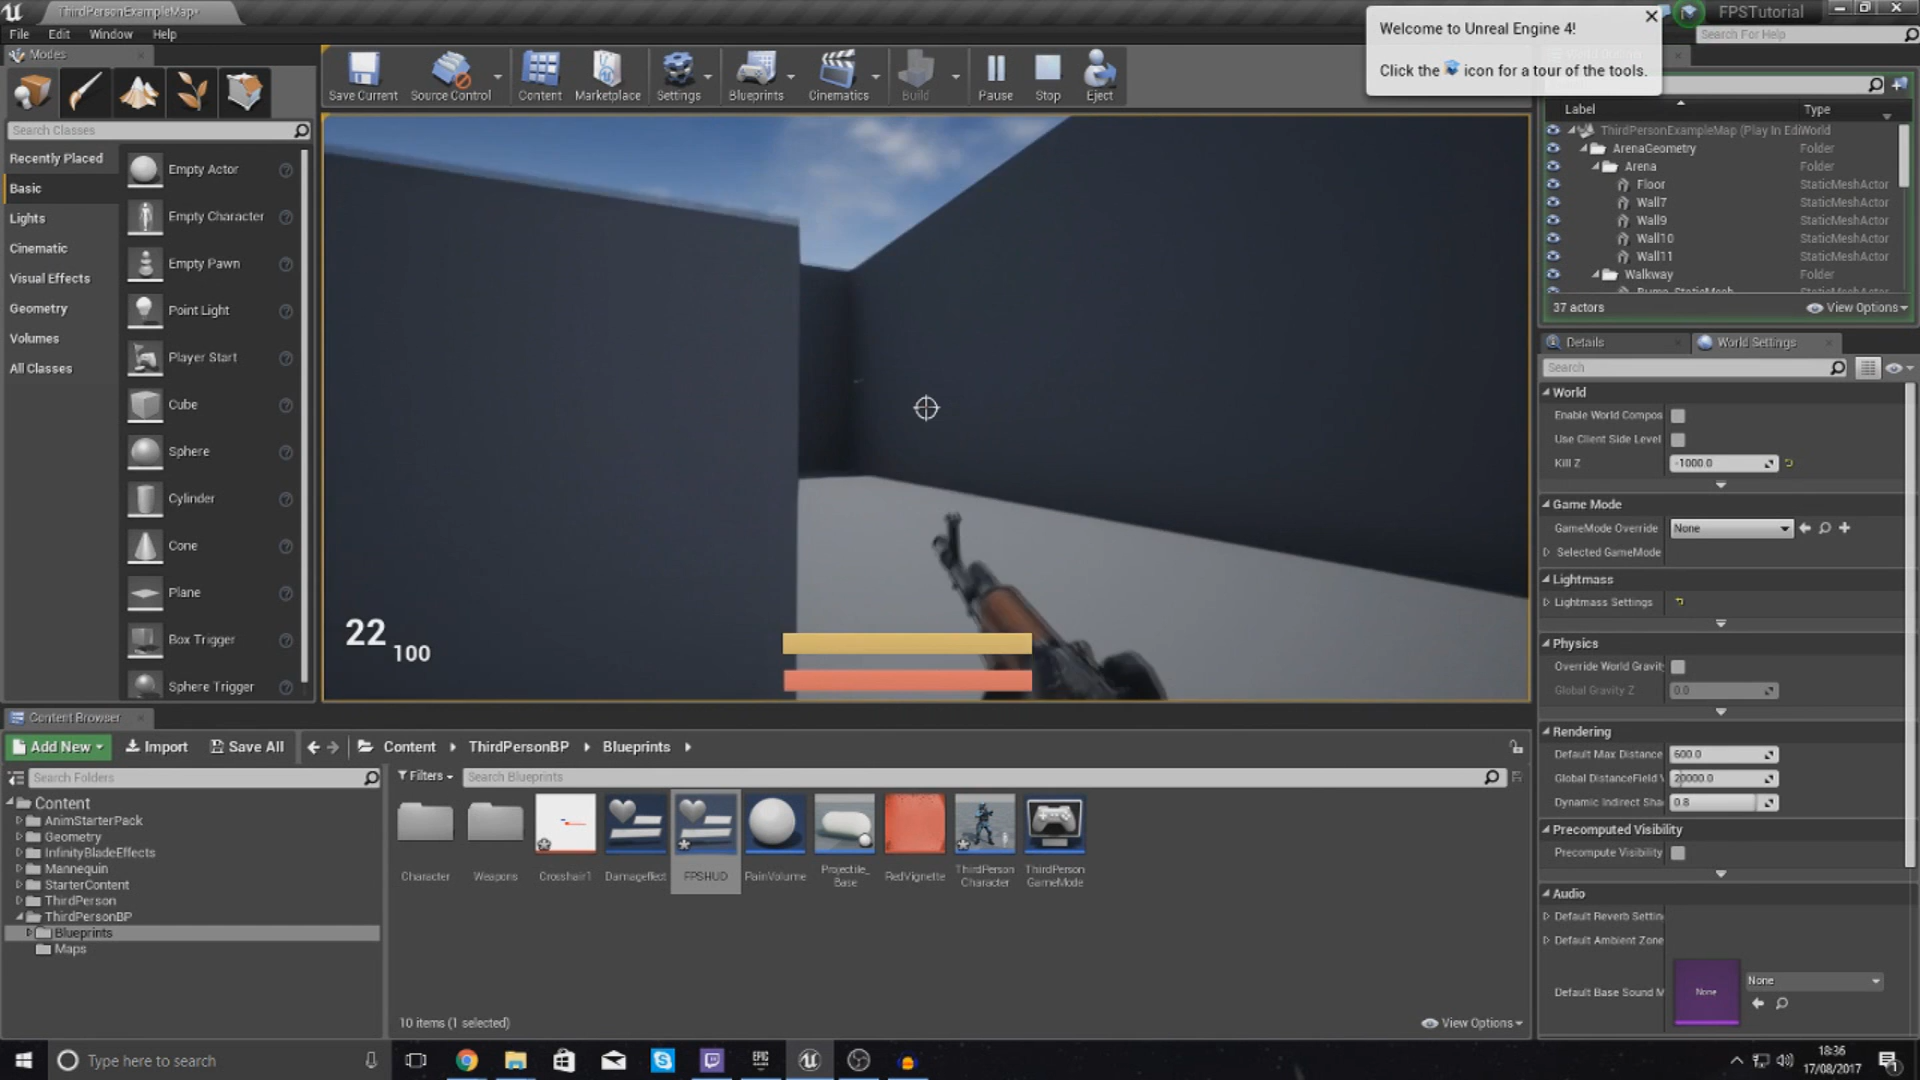 ThirdPersonExampleMap*
FPSTutorial
File Edit Window Help
Search For Help
Welcome to Unreal Engine 4!
Click the icon for a tour of the tools.
Modes
Save Current
Source Control
Content
Marketplace
Settings
Blueprints
Cinematics
Build
Pause
Stop
Eject
Search Classes
Recently Placed
Basic
Lights
Cinematic
Visual Effects
Geometry
Volumes
All Classes
Empty Actor
Empty Character
Empty Pawn
Point Light
Player Start
Cube
Sphere
Cylinder
Cone
Plane
Box Trigger
Sphere Trigger
22
100
Label Type
ThirdPersonExampleMap (Play In Edi World
ArenaGeometry Folder
Arena Folder
Floor StaticMeshActor
Wall7 StaticMeshActor
Wall9 StaticMeshActor
Wall10 StaticMeshActor
Wall11 StaticMeshActor
Walkway Folder
Bump_StaticMesh StaticMeshActor
37 actors View Options
Details World Settings
Search
World
Enable World Compos
Use Client Side Level
Kill Z -1000.0
Game Mode
GameMode Override None
Selected GameMode
Lightmass
Lightmass Settings
Physics
Override World Gravit
Global Gravity Z 0.0
Rendering
Default Max Distance 600.0
Global DistanceField V 20000.0
Dynamic Indirect Sha 0.8
Precomputed Visibility
Precompute Visibility
Audio
Default Reverb Settin
Default Ambient Zone
Default Base Sound M None None
Content Browser
Add New Import Save All Content ThirdPersonBP Blueprints
Search Folders
Filters Search Blueprints
Content
AnimStarterPack
Geometry
InfinityBladeEffects
Mannequin
StarterContent
ThirdPerson
ThirdPersonBP
Blueprints
Maps
Character
Weapons
Crosshair1
Dameffect
FPSHUD
PainVolume
Projectile_
Base
RedVignette
ThirdPerson
Character
ThirdPerson
GameMode
10 items (1 selected) View Options
Type here to search
EPIC
GAMES
18:36
17/08/2017
1